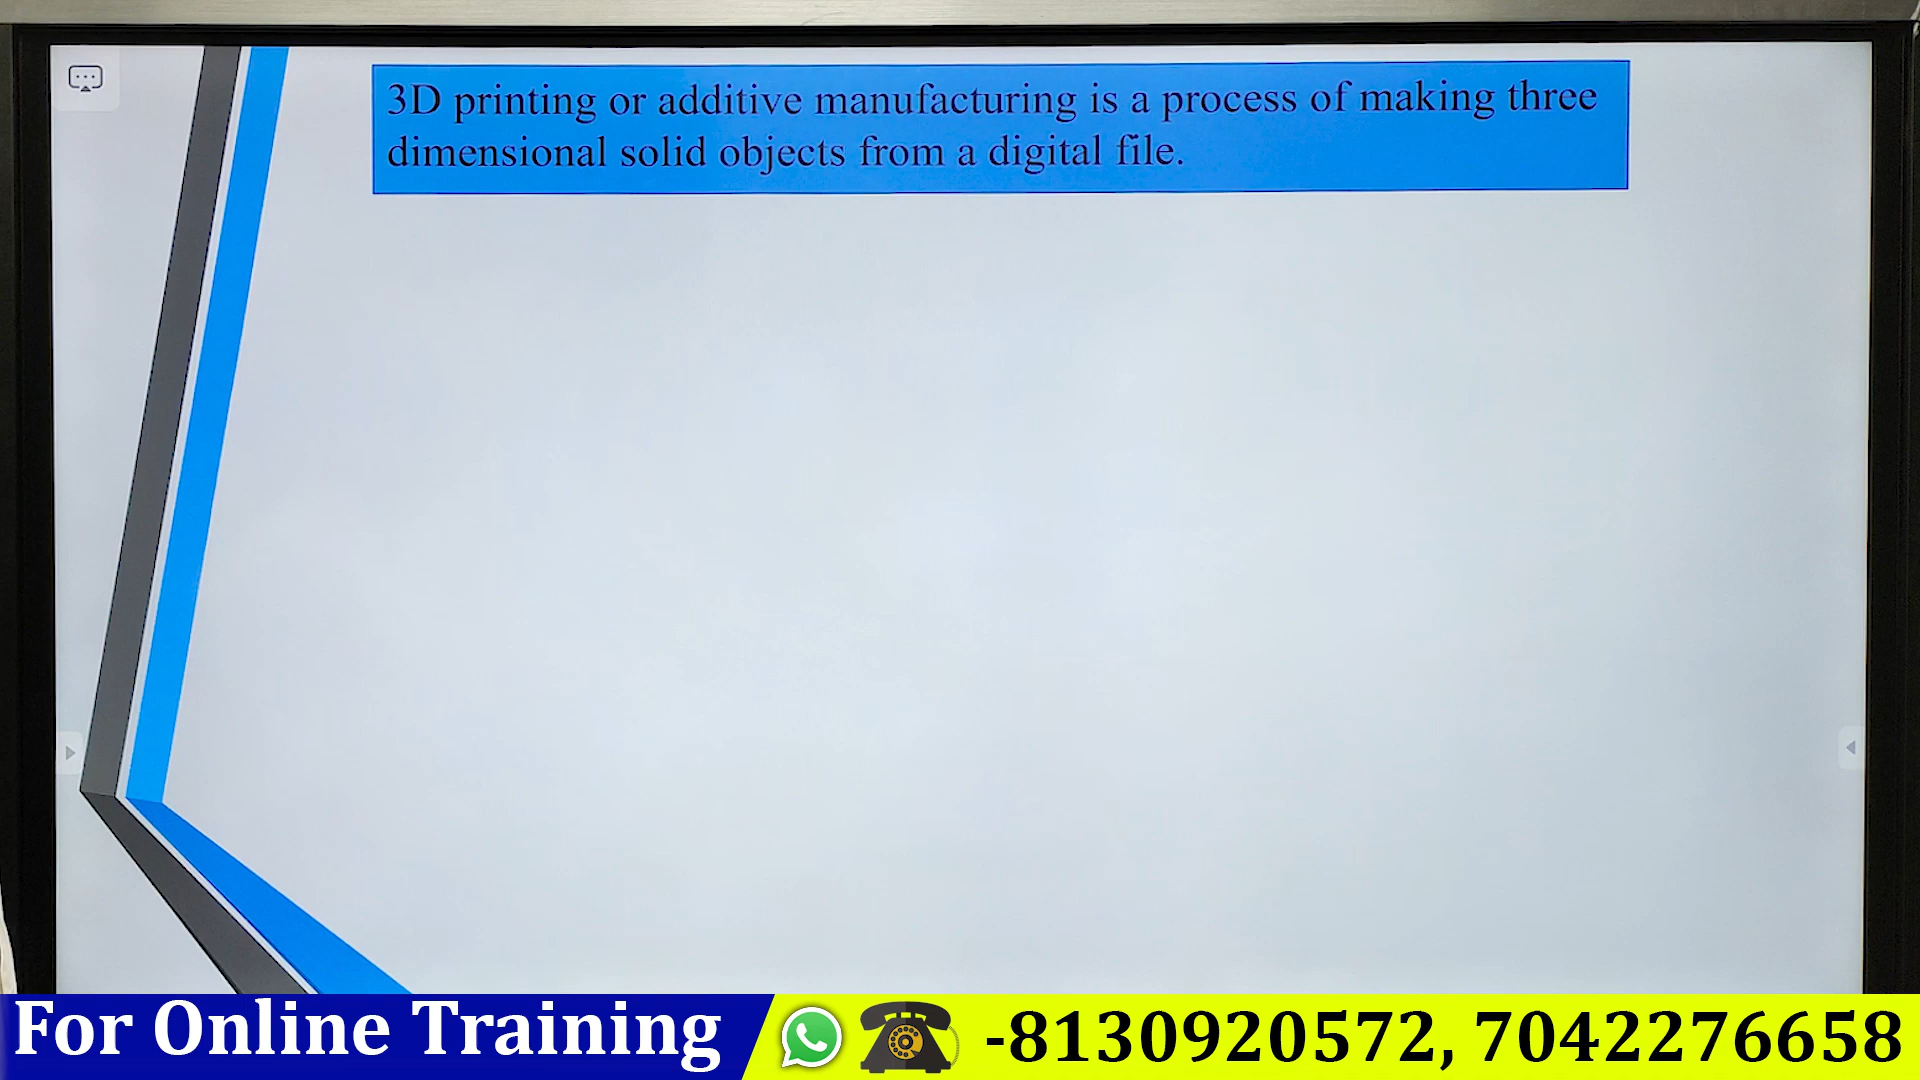 3D printing or additive manufacturing is a process of making three
dimensional solid objects from a digital file.
For Online Training -8130920572, 7042276658